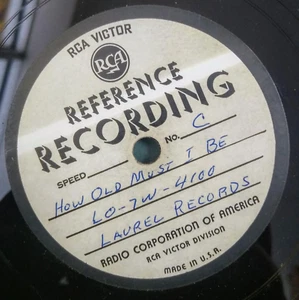 RCA VICTOR
RCA
REFERENCE
RECORDING
SPEED NO. C
HOW OLD MUST I BE
LO-7W-4100
LAUREL RECORDS
RADIO CORPORATION OF AMERICA
RCA VICTOR DIVISION
MADE IN U.S.A.